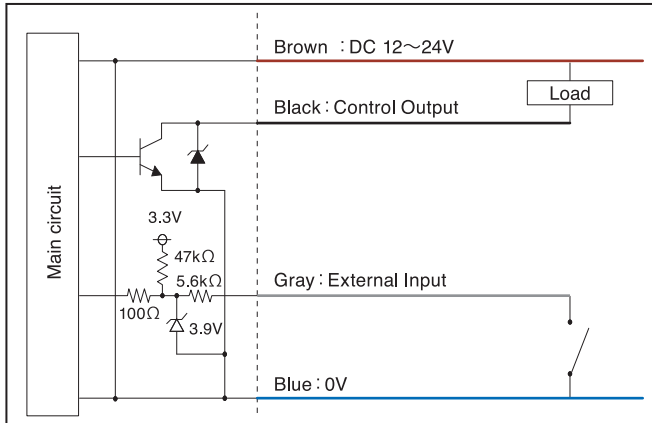 Main circuit
Brown : DC 12～24V
Load
Black : Control Output
3.3V
47kΩ
5.6kΩ
Gray : External Input
100Ω
3.9V
Blue : 0V